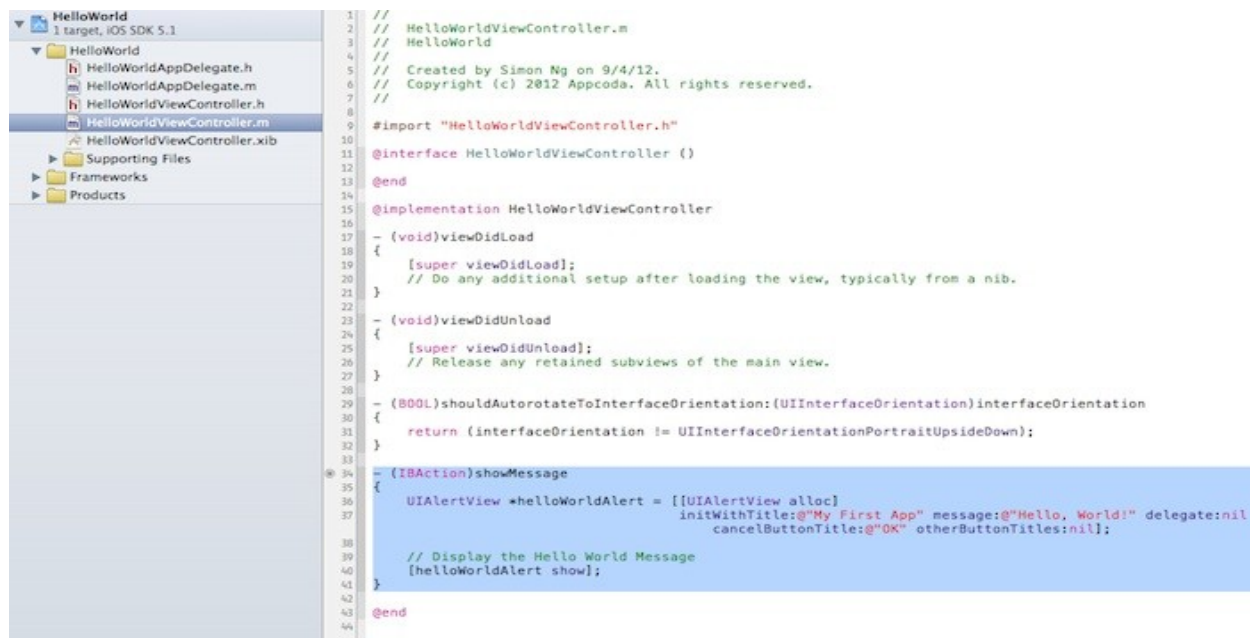 HelloWorld
1 target, iOS SDK 5.1
HelloWorld
HelloWorldAppDelegate.h
HelloWorldAppDelegate.m
HelloWorldViewController.h
HelloWorldViewController.m
HelloWorldViewController.xib
Supporting Files
Frameworks
Products
1 //
2 //  HelloWorldViewController.m
3 //  HelloWorld
4 //
5 //  Created by Simon Ng on 9/4/12.
6 //  Copyright (c) 2012 Appcoda. All rights reserved.
7 //
8
9 #import "HelloWorldViewController.h"
10
11 @interface HelloWorldViewController ()
12
13 @end
14
15 @implementation HelloWorldViewController
16
17 - (void)viewDidLoad
18 {
19     [super viewDidLoad];
20     // Do any additional setup after loading the view, typically from a nib.
21 }
22
23 - (void)viewDidUnload
24 {
25     [super viewDidUnload];
26     // Release any retained subviews of the main view.
27 }
28
29 - (BOOL)shouldAutorotateToInterfaceOrientation:(UIInterfaceOrientation)interfaceOrientation
30 {
31     return (interfaceOrientation != UIInterfaceOrientationPortraitUpsideDown);
32 }
33
34 - (IBAction)showMessage
35 {
36     UIAlertView *helloWorldAlert = [[UIAlertView alloc]
37                                     initWithTitle:@"My First App" message:@"Hello, World!" delegate:nil
                                        cancelButtonTitle:@"OK" otherButtonTitles:nil];
38
39     // Display the Hello World Message
40     [helloWorldAlert show];
41 }
42
43 @end
44